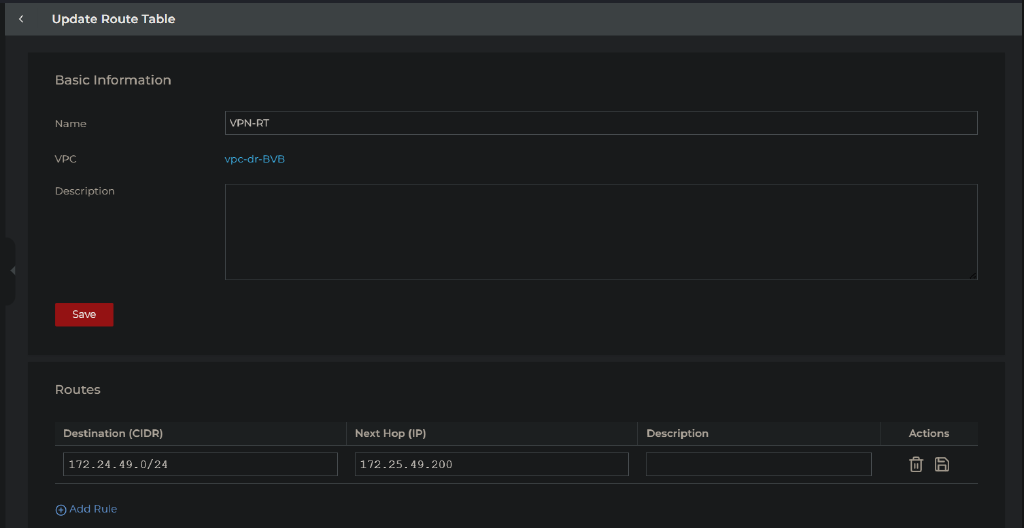 Update Route Table
Basic Information
Name VPN-RT
VPC vpc-dr-BVB
Description
Save
Routes
Destination (CIDR) Next Hop (IP) Description Actions
172.24.49.0/24 172.25.49.200
Add Rule